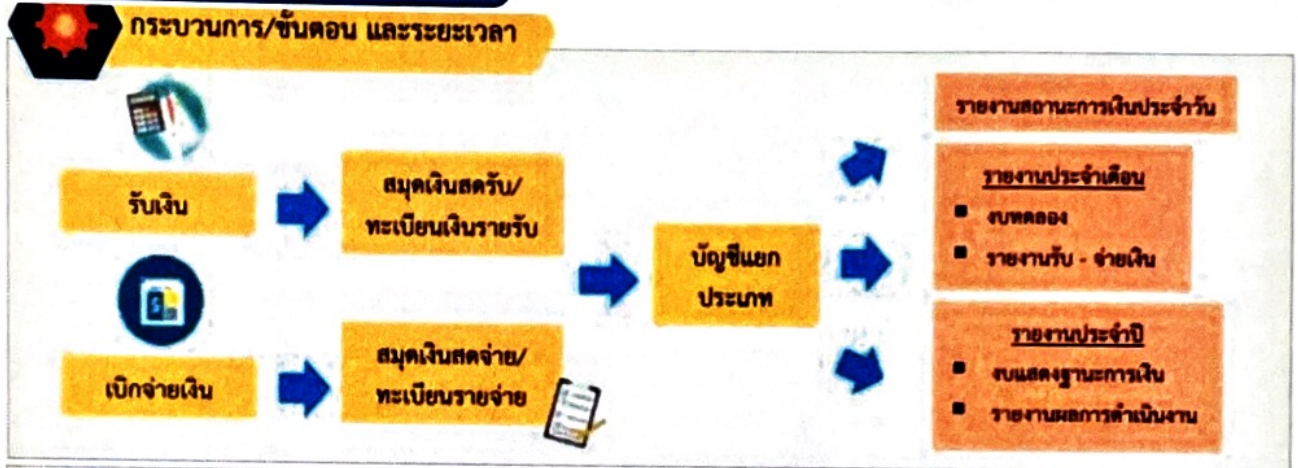 กระบวนการ/ขั้นตอน และระยะเวลา
รับเงิน
สมุดเงินสดรับ/
ทะเบียนเงินรายรับ
เบิกจ่ายเงิน
สมุดเงินสดจ่าย/
ทะเบียนรายจ่าย
บัญชีแยก
ประเภท
รายงานสถานะการเงินประจำวัน
รายงานประจำเดือน
■ งบทดลอง
■ รายงานรับ - จ่ายเงิน
รายงานประจำปี
■ งบแสดงฐานะการเงิน
■ รายงานผลการดำเนินงาน